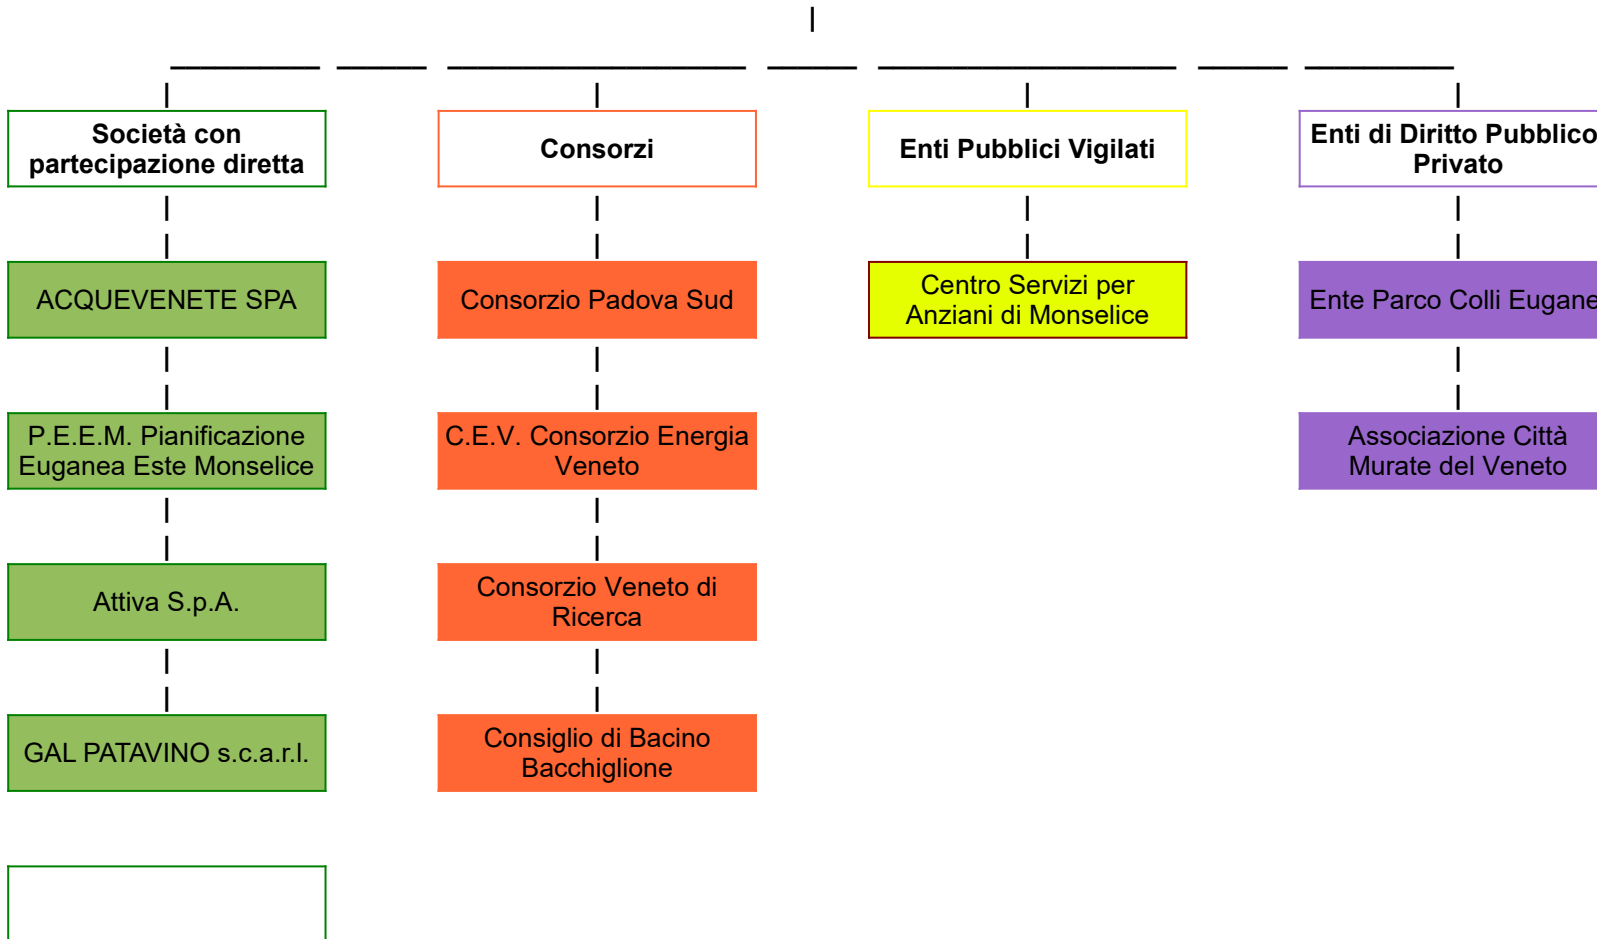 Società con
partecipazione diretta
Consorzi
Enti Pubblici Vigilati
Enti di Diritto Pubblico
Privato
ACQUEVENETE SPA
Consorzio Padova Sud
Centro Servizi per
Anziani di Monselice
Ente Parco Colli Eugane
P.E.E.M. Pianificazione
Euganea Este Monselice
C.E.V. Consorzio Energia
Veneto
Associazione Città
Murate del Veneto
Attiva S.p.A.
Consorzio Veneto di
Ricerca
GAL PATAVINO s.c.a.r.l.
Consiglio di Bacino
Bacchiglione